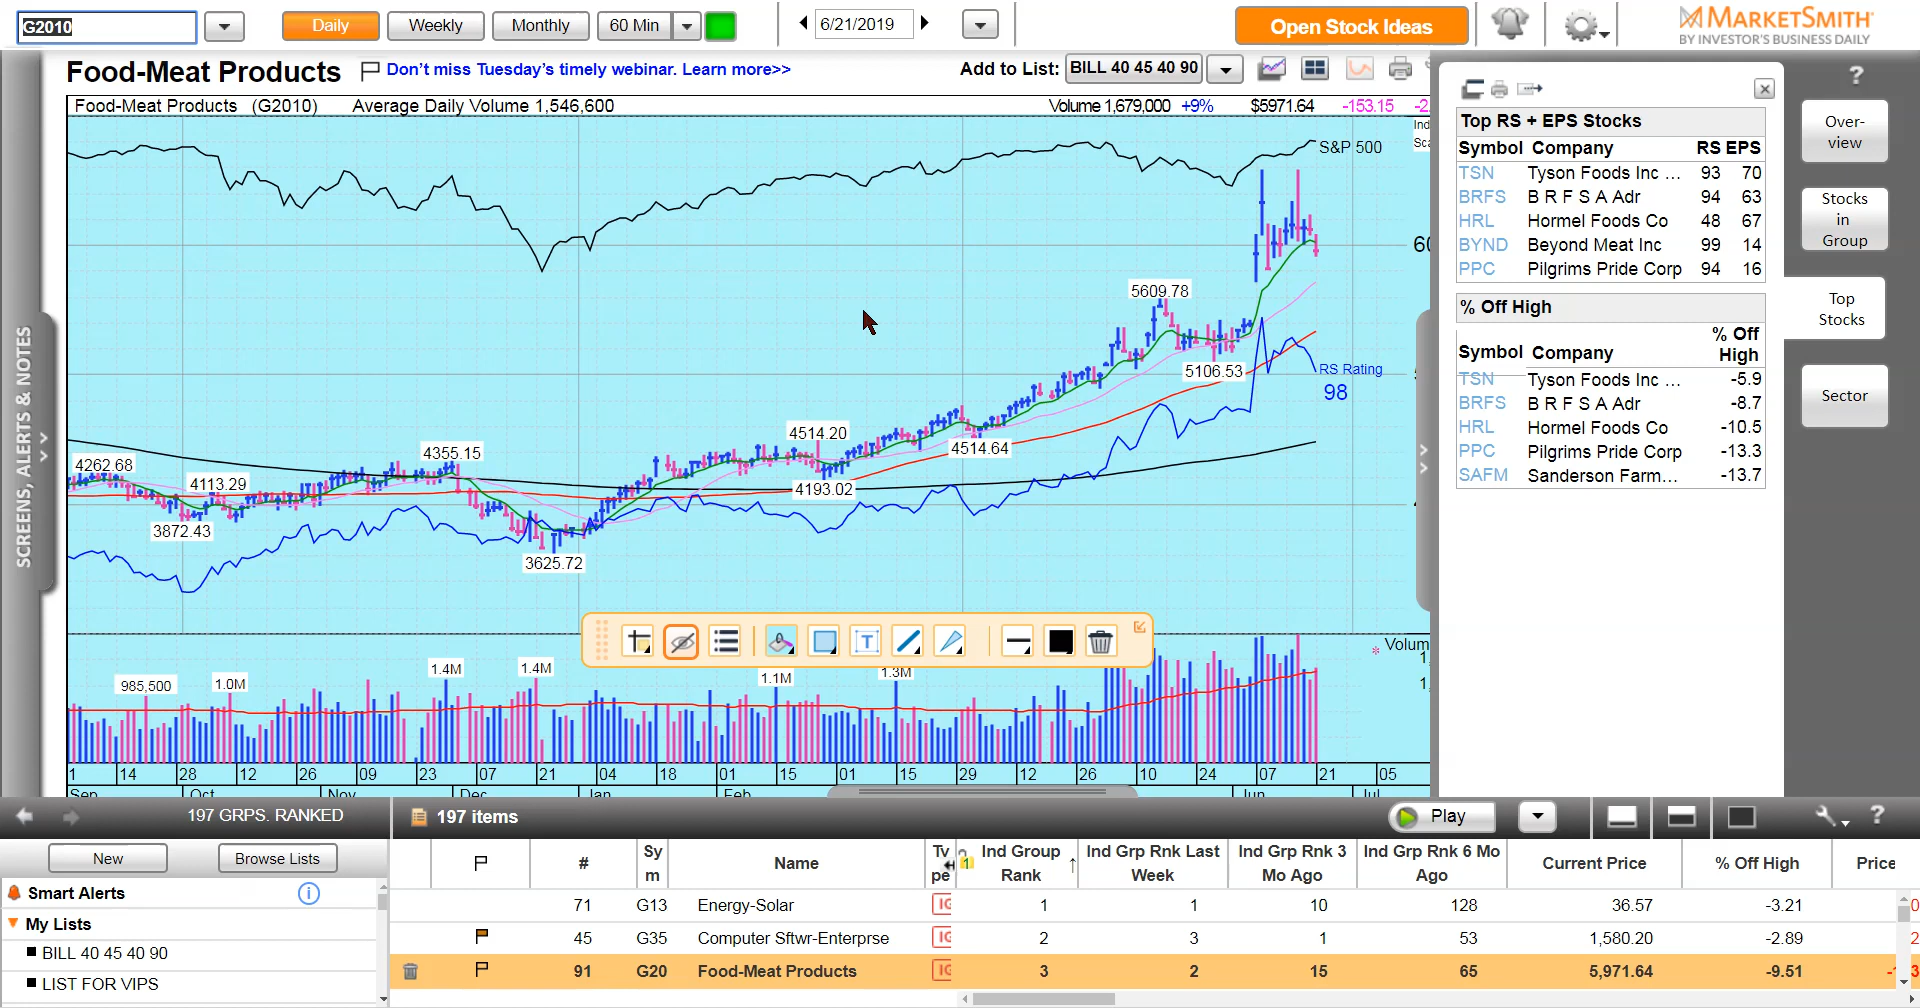 G2010
Daily
Weekly
Monthly
60 Min
6/21/2019
Open Stock Ideas
MARKETSMITH
BY INVESTOR'S BUSINESS DAILY
Food-Meat Products
Don't miss Tuesday's timely webinar. Learn more>>
Add to List: BILL 40 45 40 90
Food-Meat Products (G2010) Average Daily Volume 1,546,600 Volume 1,679,000 +9% $5971.64 -153.15
S&P 500
5609.78
5106.53
RS Rating
98
4514.20
4514.64
4355.15
4262.68
4113.29
4193.02
3872.43
3625.72
Volum
1.4M
1.4M
985,500
1.0M
1.1M
1.3M
1 14 28 12 26 09 23 07 21 04 18 01 15 01 15 29 12 26 10 24 07 21 05
Sep Oct Nov Dec Jan Feb Jun Jul
SCREENS, ALERTS & NOTES
Top RS + EPS Stocks
Symbol Company RS EPS
TSN Tyson Foods Inc ... 93 70
BRFS B R F S A Adr 94 63
HRL Hormel Foods Co 48 67
BYND Beyond Meat Inc 99 14
PPC Pilgrims Pride Corp 94 16
% Off High
Symbol Company % Off High
TSN Tyson Foods Inc ... -5.9
BRFS B R F S A Adr -8.7
HRL Hormel Foods Co -10.5
PPC Pilgrims Pride Corp -13.3
SAFM Sanderson Farm... -13.7
?
Over-
view
Stocks
in
Group
Top
Stocks
Sector
197 GRPS. RANKED
197 items
Play
?
New
Browse Lists
Smart Alerts
My Lists
BILL 40 45 40 90
LIST FOR VIPS
# Sy Name Tv Ind Group Ind Grp Rnk Last Ind Grp Rnk 3 Ind Grp Rnk 6 Mo Current Price % Off High Price
m pe Rank Week Mo Ago Ago
71 G13 Energy-Solar 1 1 10 128 36.57 -3.21
45 G35 Computer Sftwr-Enterprse 2 3 1 53 1,580.20 -2.89
91 G20 Food-Meat Products 3 2 15 65 5,971.64 -9.51